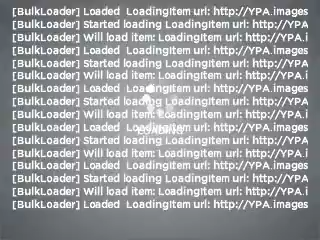 [BulkLoader] Loaded  LoadingItem url: http://YPA.images
[BulkLoader] Started loading LoadingItem url: http://YPA
[BulkLoader] Will load item: LoadingItem url: http://YPA.i
[BulkLoader] Loaded  LoadingItem url: http://YPA.images
[BulkLoader] Started loading LoadingItem url: http://YPA
[BulkLoader] Will load item: LoadingItem url: http://YPA.i
[BulkLoader] Loaded  LoadingItem url: http://YPA.images
[BulkLoader] Started loading LoadingItem url: http://YPA
[BulkLoader] Will load item: LoadingItem url: http://YPA.i
[BulkLoader] Loaded  LoadingItem url: http://YPA.images
LOADING
[BulkLoader] Started loading LoadingItem url: http://YPA
[BulkLoader] Will load item: LoadingItem url: http://YPA.i
[BulkLoader] Loaded  LoadingItem url: http://YPA.images
[BulkLoader] Started loading LoadingItem url: http://YPA
[BulkLoader] Will load item: LoadingItem url: http://YPA.i
[BulkLoader] Loaded  LoadingItem url: http://YPA.images